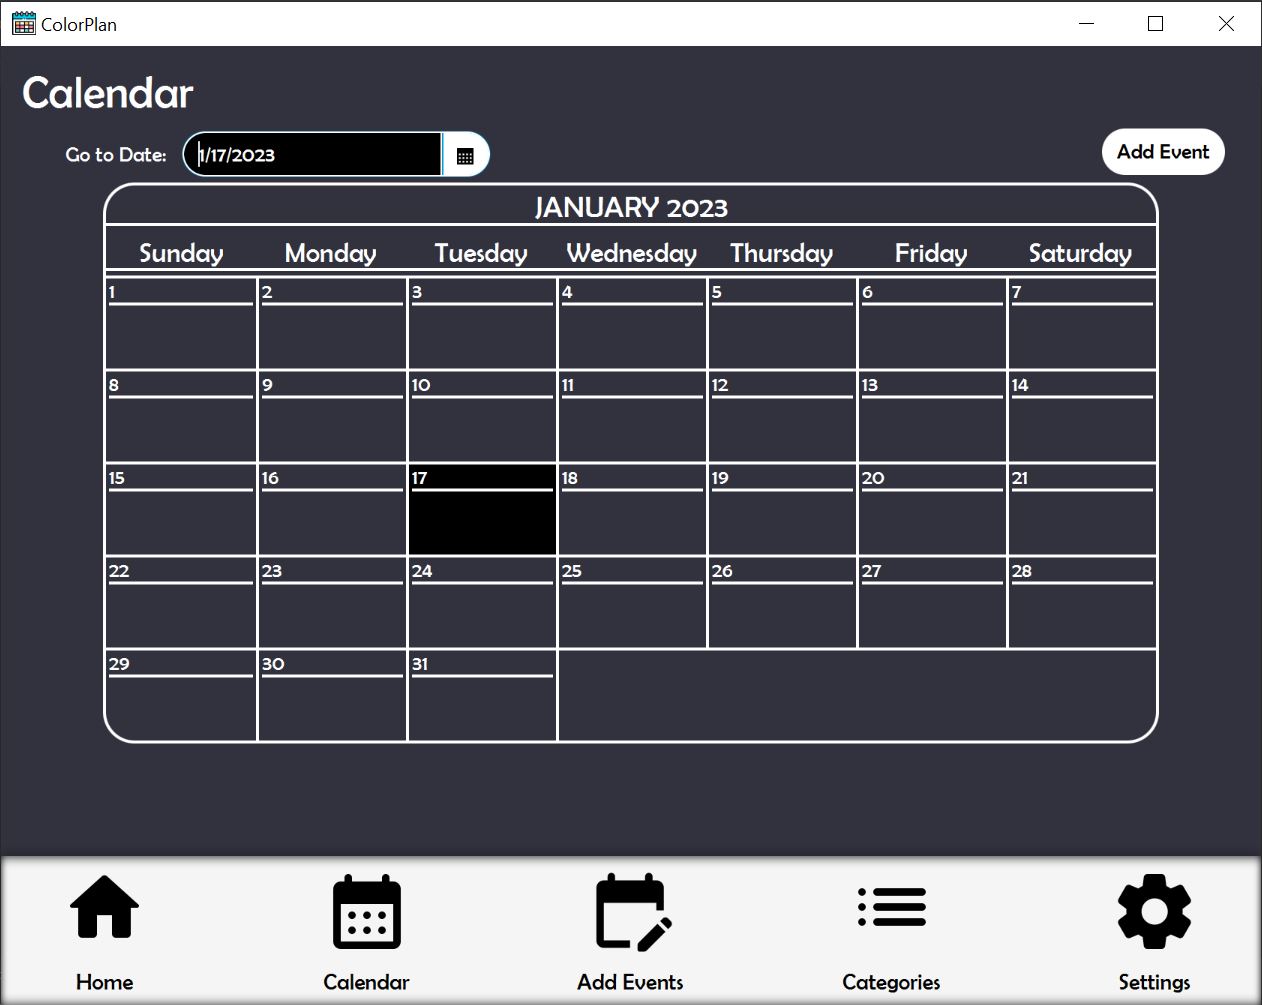 ColorPlan
Calendar
Go to Date: 1/17/2023 Add Event
JANUARY 2023
Sunday Monday Tuesday Wednesday Thursday Friday Saturday
1 2 3 4 5 6 7
8 9 10 11 12 13 14
15 16 17 18 19 20 21
22 23 24 25 26 27 28
29 30 31
Home Calendar Add Events Categories Settings